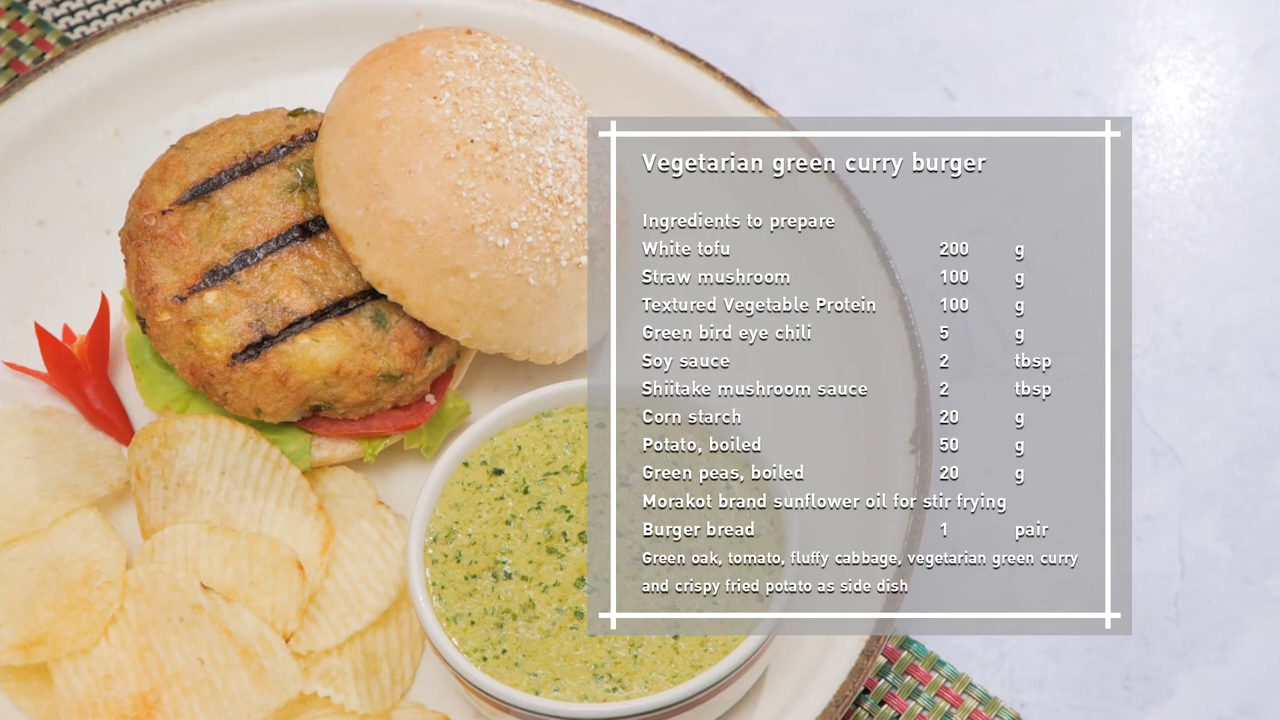 Vegetarian green curry burger
Ingredients to prepare
White tofu 200 g
Straw mushroom 100 g
Textured Vegetable Protein 100 g
Green bird eye chili 5 g
Soy sauce 2 tbsp
Shiitake mushroom sauce 2 tbsp
Corn starch 20 g
Potato, boiled 50 g
Green peas, boiled 20 g
Morakot brand sunflower oil for stir frying
Burger bread 1 pair
Green oak, tomato, fluffy cabbage, vegetarian green curry
and crispy fried potato as side dish